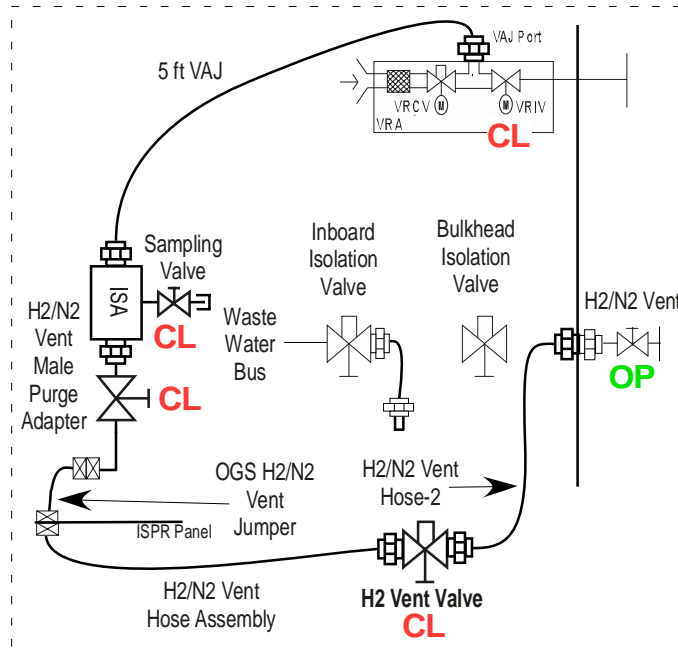 VAJ Port
5 ft VAJ
VRCV
M
M
VRIV
VRA
CL
Sampling
Valve
ISA
CL
H2/N2
Vent
Male
Purge
Adapter
CL
Inboard
Isolation
Valve
Bulkhead
Isolation
Valve
Waste
Water
Bus
H2/N2 Vent
OP
OGS H2/N2
Vent
Jumper
H2/N2 Vent
Hose-2
ISPR Panel
H2/N2 Vent
Hose Assembly
H2 Vent Valve
CL